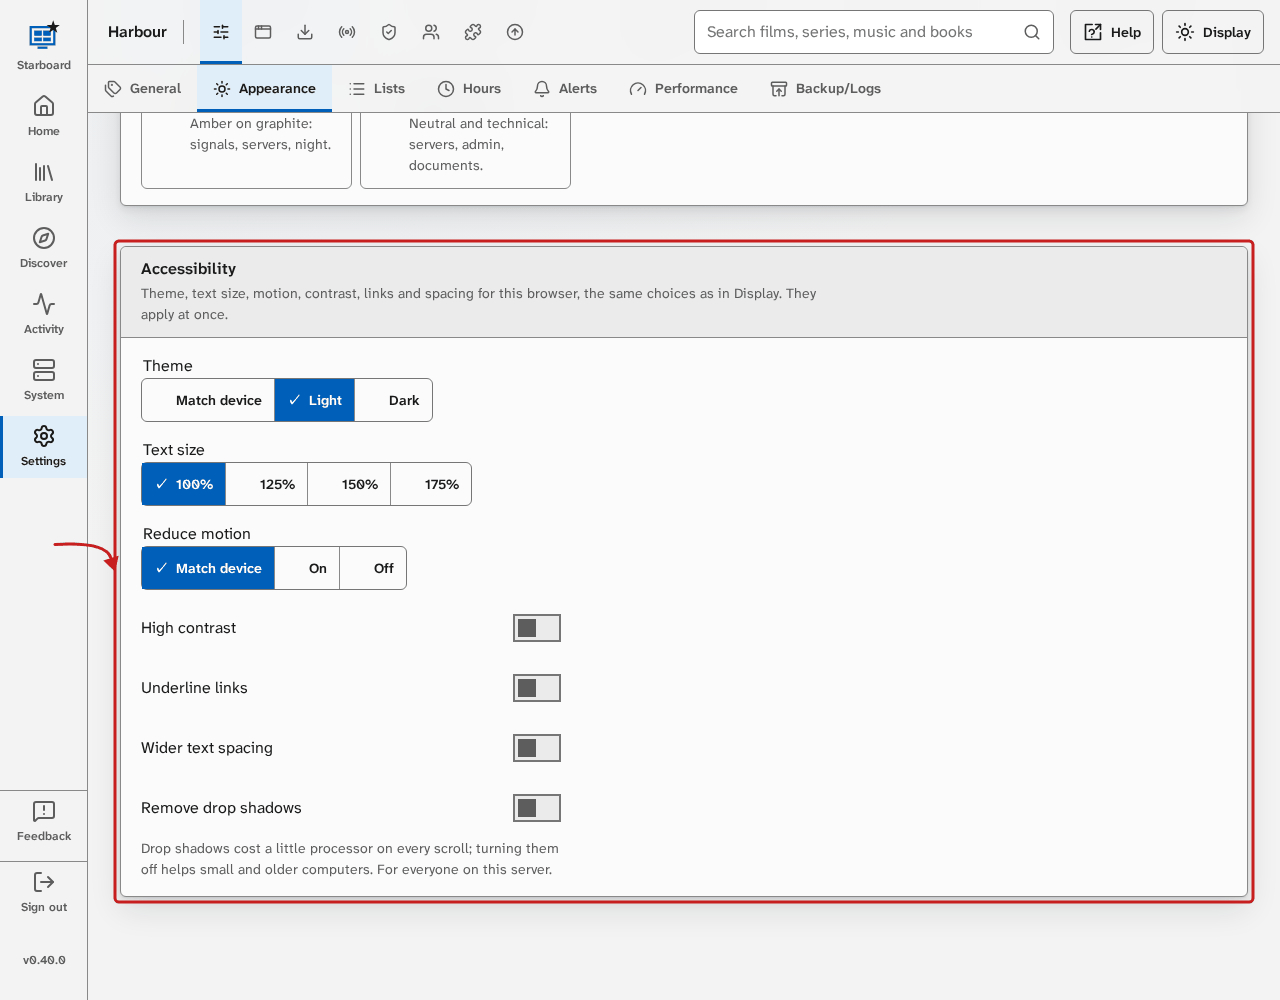 Harbour
Search films, series, music and books
Help
Display
Starboard
Home
Library
Discover
Activity
System
Settings
Feedback
Sign out
v0.40.0
General
Appearance
Lists
Hours
Alerts
Performance
Backup/Logs
Amber on graphite:
signals, servers, night.
Neutral and technical:
servers, admin,
documents.
Accessibility
Theme, text size, motion, contrast, links and spacing for this browser, the same choices as in Display. They
apply at once.
Theme
Match device
✓ Light
Dark
Text size
✓ 100%
125%
150%
175%
Reduce motion
✓ Match device
On
Off
High contrast
Underline links
Wider text spacing
Remove drop shadows
Drop shadows cost a little processor on every scroll; turning them
off helps small and older computers. For everyone on this server.